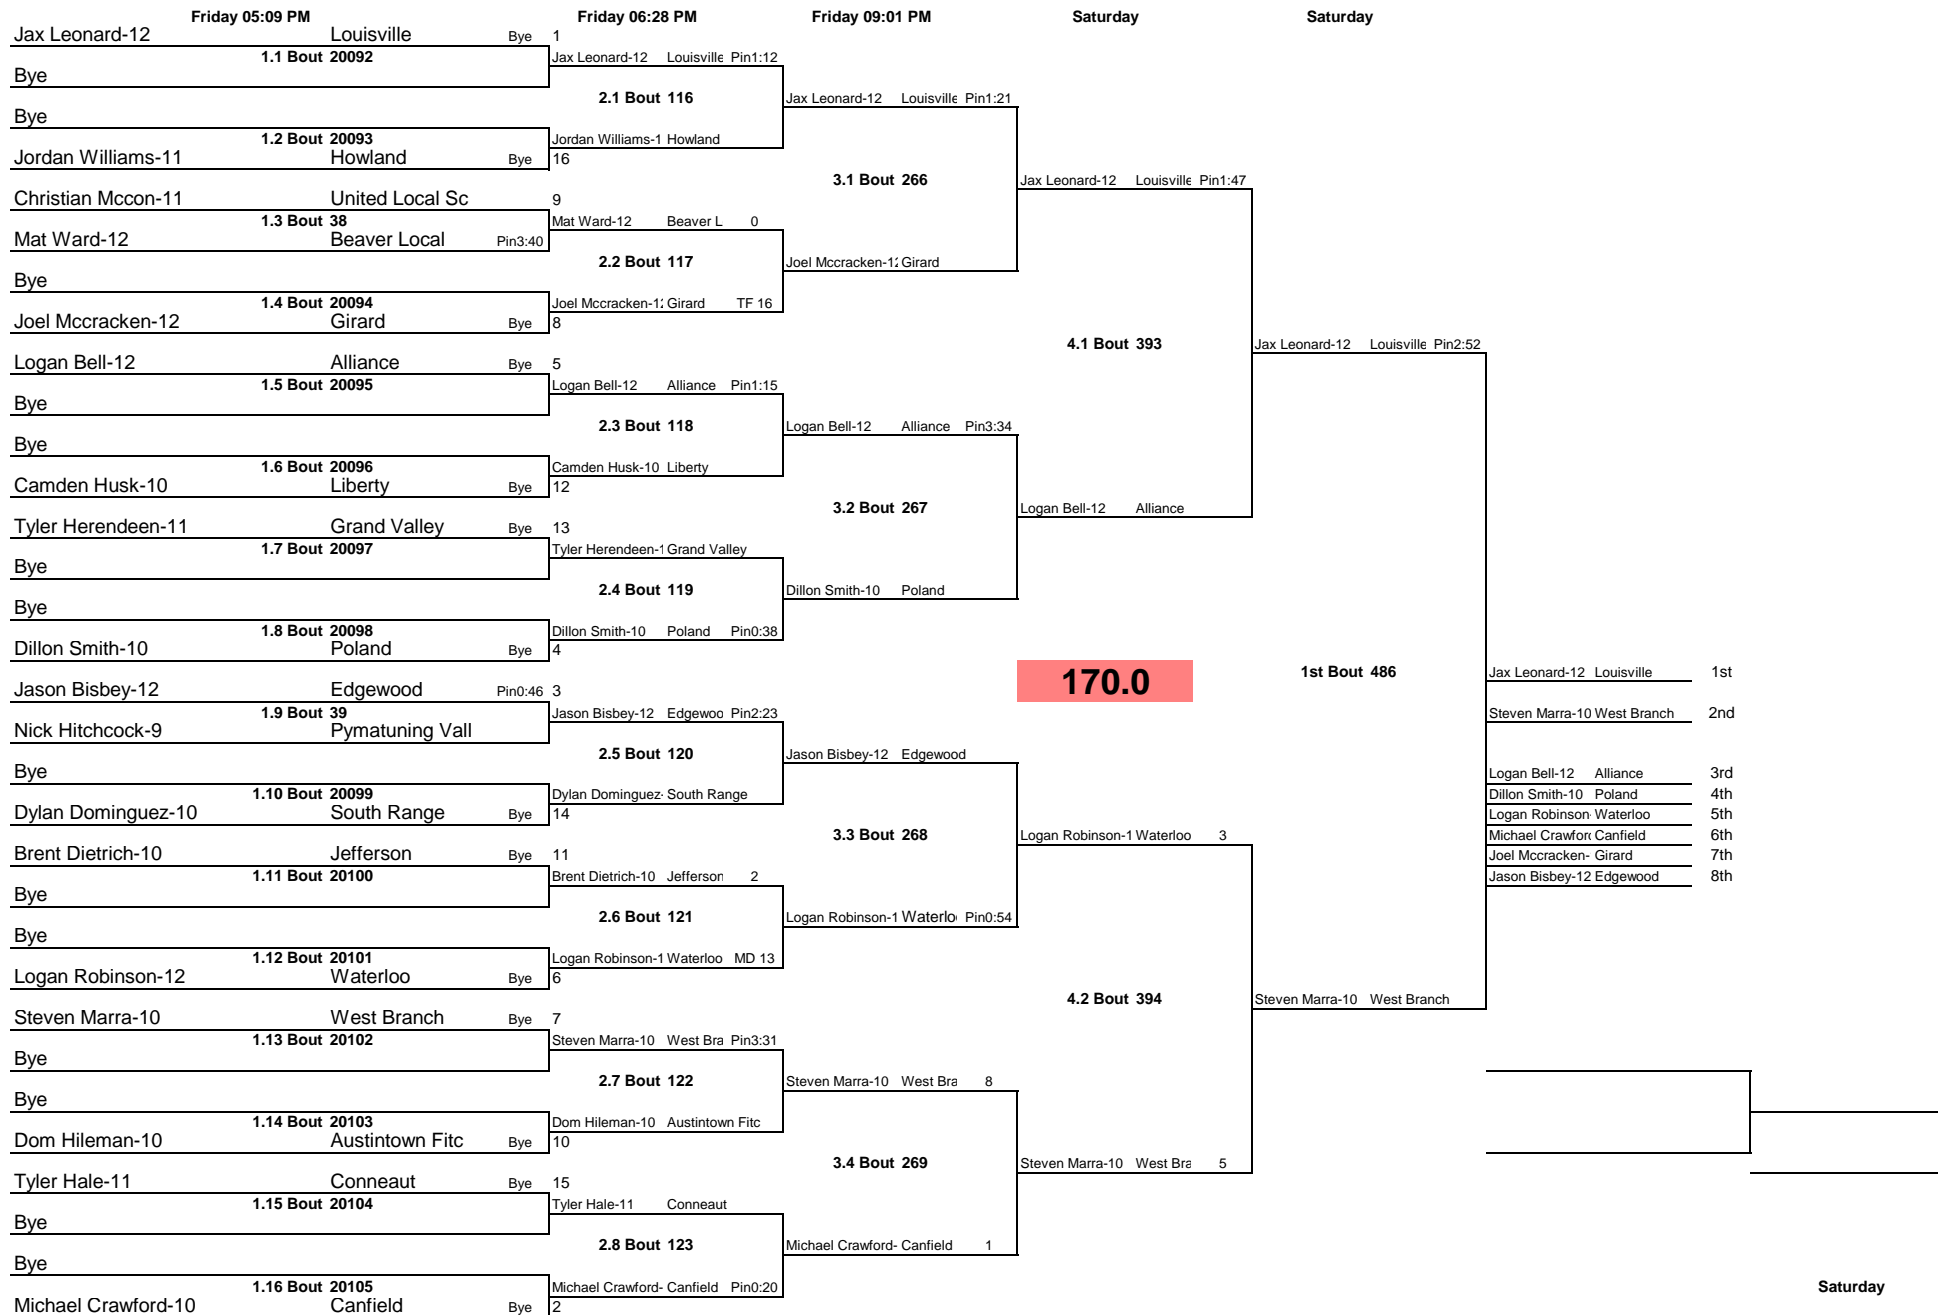 Friday 05:09 PM Friday 06:28 PM Friday 09:01 PM Saturday Saturday
Jax Leonard-12 Louisville Bye 1
1.1 Bout 20092 Jax Leonard-12 Louisville Pin1:12
Bye
2.1 Bout 116 Jax Leonard-12 Louisville Pin1:21
Bye
1.2 Bout 20093 Jordan Williams-1 Howland
Jordan Williams-11 Howland Bye 16
3.1 Bout 266 Jax Leonard-12 Louisville Pin1:47
Christian Mccon-11 United Local Sc 9
1.3 Bout 38 Mat Ward-12 Beaver L 0
Mat Ward-12 Beaver Local Pin3:40
2.2 Bout 117 Joel Mccracken-12 Girard
Bye
1.4 Bout 20094 Joel Mccracken-12 Girard TF 16
Joel Mccracken-12 Girard Bye 8
4.1 Bout 393 Jax Leonard-12 Louisville Pin2:52
Logan Bell-12 Alliance Bye 5
1.5 Bout 20095 Logan Bell-12 Alliance Pin1:15
Bye
2.3 Bout 118 Logan Bell-12 Alliance Pin3:34
Bye
1.6 Bout 20096 Camden Husk-10 Liberty
Camden Husk-10 Liberty Bye 12
3.2 Bout 267 Logan Bell-12 Alliance
Tyler Herendeen-11 Grand Valley Bye 13
1.7 Bout 20097 Tyler Herendeen-1 Grand Valley
Bye
2.4 Bout 119 Dillon Smith-10 Poland
Bye
1.8 Bout 20098 Dillon Smith-10 Poland Pin0:38
Dillon Smith-10 Poland Bye 4
170.0 1st Bout 486 Jax Leonard-12 Louisville 1st
Jason Bisbey-12 Edgewood Pin0:46 3
1.9 Bout 39 Jason Bisbey-12 Edgewoo Pin2:23 Steven Marra-10 West Branch 2nd
Nick Hitchcock-9 Pymatuning Vall
2.5 Bout 120 Jason Bisbey-12 Edgewood
Bye Logan Bell-12 Alliance 3rd
1.10 Bout 20099 Dylan Dominguez- South Range Dillon Smith-10 Poland 4th
Dylan Dominguez-10 South Range Bye 14 Logan Robinson- Waterloo 5th
3.3 Bout 268 Logan Robinson-1 Waterloo 3 Michael Crawford Canfield 6th
Brent Dietrich-10 Jefferson Bye 11 Joel Mccracken- Girard 7th
1.11 Bout 20100 Brent Dietrich-10 Jefferson 2 Jason Bisbey-12 Edgewood 8th
Bye
2.6 Bout 121 Logan Robinson-1 Waterloo Pin0:54
Bye
1.12 Bout 20101 Logan Robinson-1 Waterloo MD 13
Logan Robinson-12 Waterloo Bye 6
4.2 Bout 394 Steven Marra-10 West Branch
Steven Marra-10 West Branch Bye 7
1.13 Bout 20102 Steven Marra-10 West Bra Pin3:31
Bye
2.7 Bout 122 Steven Marra-10 West Bra 8
Bye
1.14 Bout 20103 Dom Hileman-10 Austintown Fitc
Dom Hileman-10 Austintown Fitc Bye 10
3.4 Bout 269 Steven Marra-10 West Bra 5
Tyler Hale-11 Conneaut Bye 15
1.15 Bout 20104 Tyler Hale-11 Conneaut
Bye
2.8 Bout 123 Michael Crawford- Canfield 1
Bye
1.16 Bout 20105 Michael Crawford- Canfield Pin0:20 Saturday
Michael Crawford-10 Canfield Bye 2